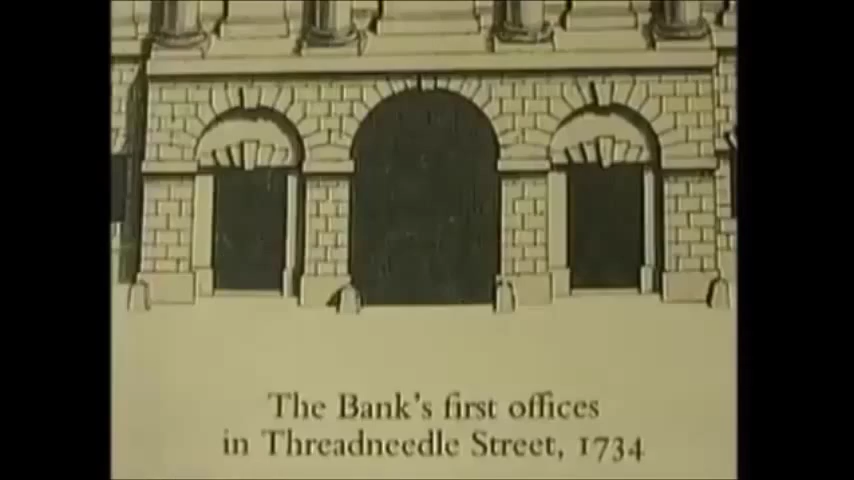 The Bank's first offices
in Threadneedle Street, 1734